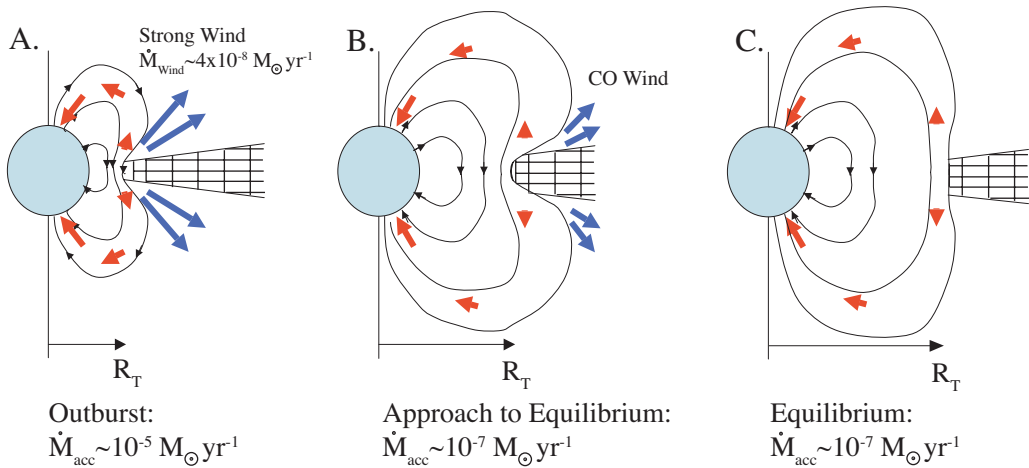 A.
Strong Wind
Ṁ_Wind~4x10⁻⁸ M_⊙ yr⁻¹
R_T
Outburst:
Ṁ_acc~10⁻⁵ M_⊙ yr⁻¹
B.
CO Wind
R_T
Approach to Equilibrium:
Ṁ_acc~10⁻⁷ M_⊙ yr⁻¹
C.
R_T
Equilibrium:
Ṁ_acc~10⁻⁷ M_⊙ yr⁻¹